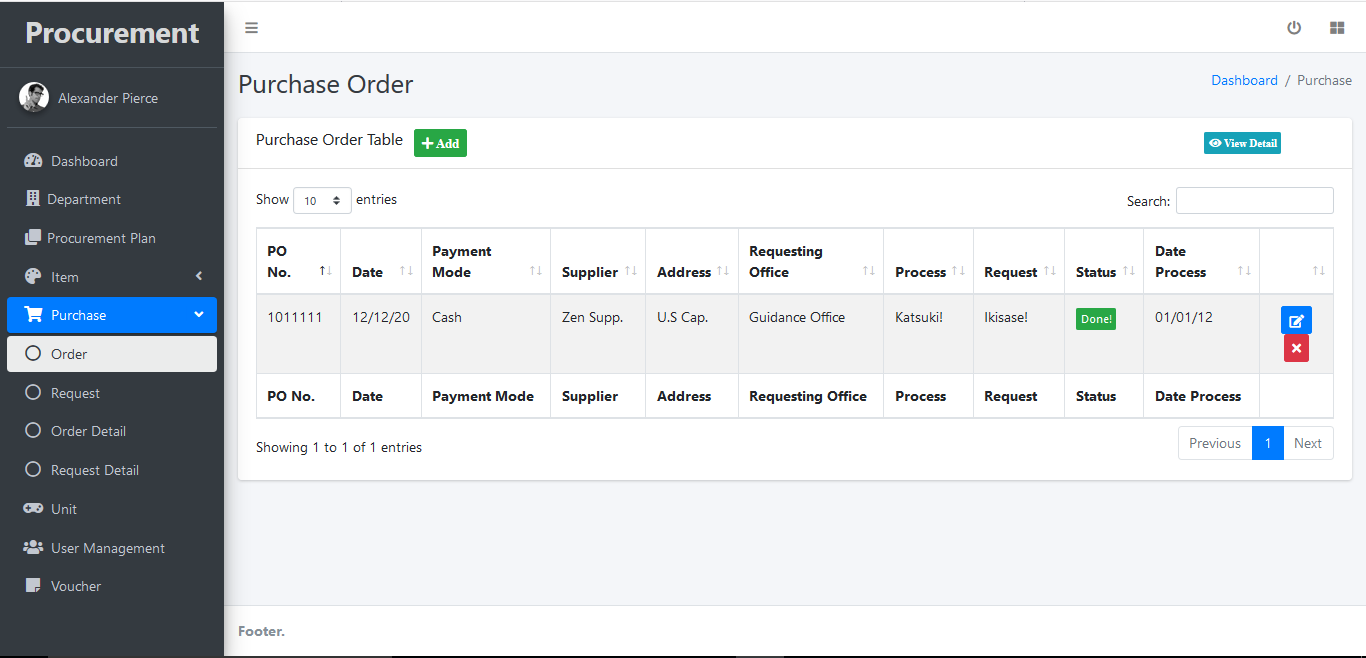 Procurement
Alexander Pierce
Dashboard
Department
Procurement Plan
Item
Purchase
Order
Request
Order Detail
Request Detail
Unit
User Management
Voucher
Purchase Order
Dashboard / Purchase
Purchase Order Table
Add
View Detail
Show 10 entries
Search:
PO No. Date Payment Mode Supplier Address Requesting Office Process Request Status Date Process
1011111 12/12/20 Cash Zen Supp. U.S Cap. Guidance Office Katsuki! Ikisase! Done! 01/01/12
PO No. Date Payment Mode Supplier Address Requesting Office Process Request Status Date Process
Showing 1 to 1 of 1 entries
Previous 1 Next
Footer.